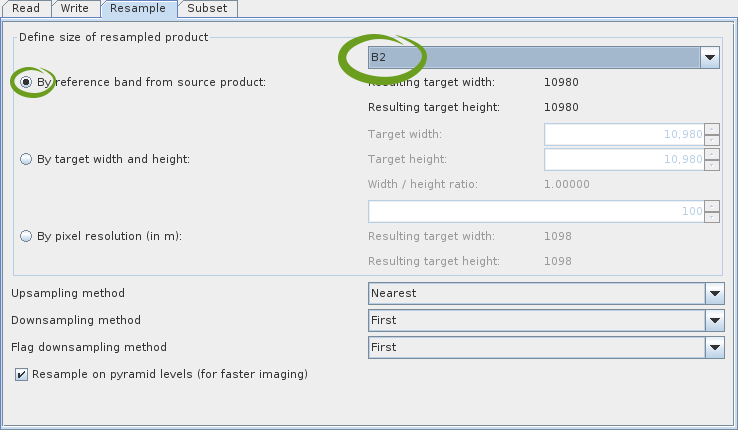 Read Write Resample Subset
Define size of resampled product
B2
By reference band from source product: Resulting target width: 10980
Resulting target height: 10980
Target width: 10,980
By target width and height: Target height: 10,980
Width / height ratio: 1.00000
100
By pixel resolution (in m): Resulting target width: 1098
Resulting target height: 1098
Upsampling method Nearest
Downsampling method First
Flag downsampling method First
Resample on pyramid levels (for faster imaging)